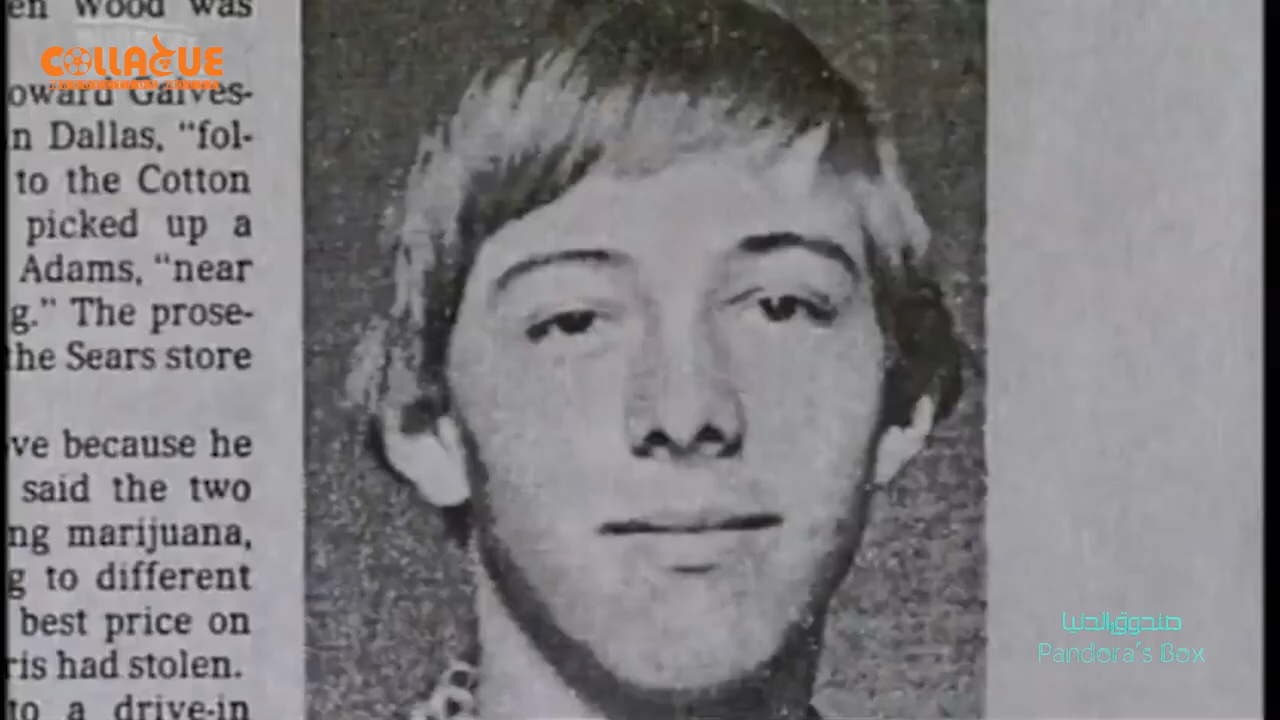 en Wood was
COLLAGUE
oward Galves-
n Dallas, “fol-
to the Cotton
picked up a
Adams, “near
g.” The prose-
the Sears store
ve because he
said the two
ng marijuana,
g to different
best price on
ris had stolen.
to a drive-in
صندوق الدنيا
Pandora's Box